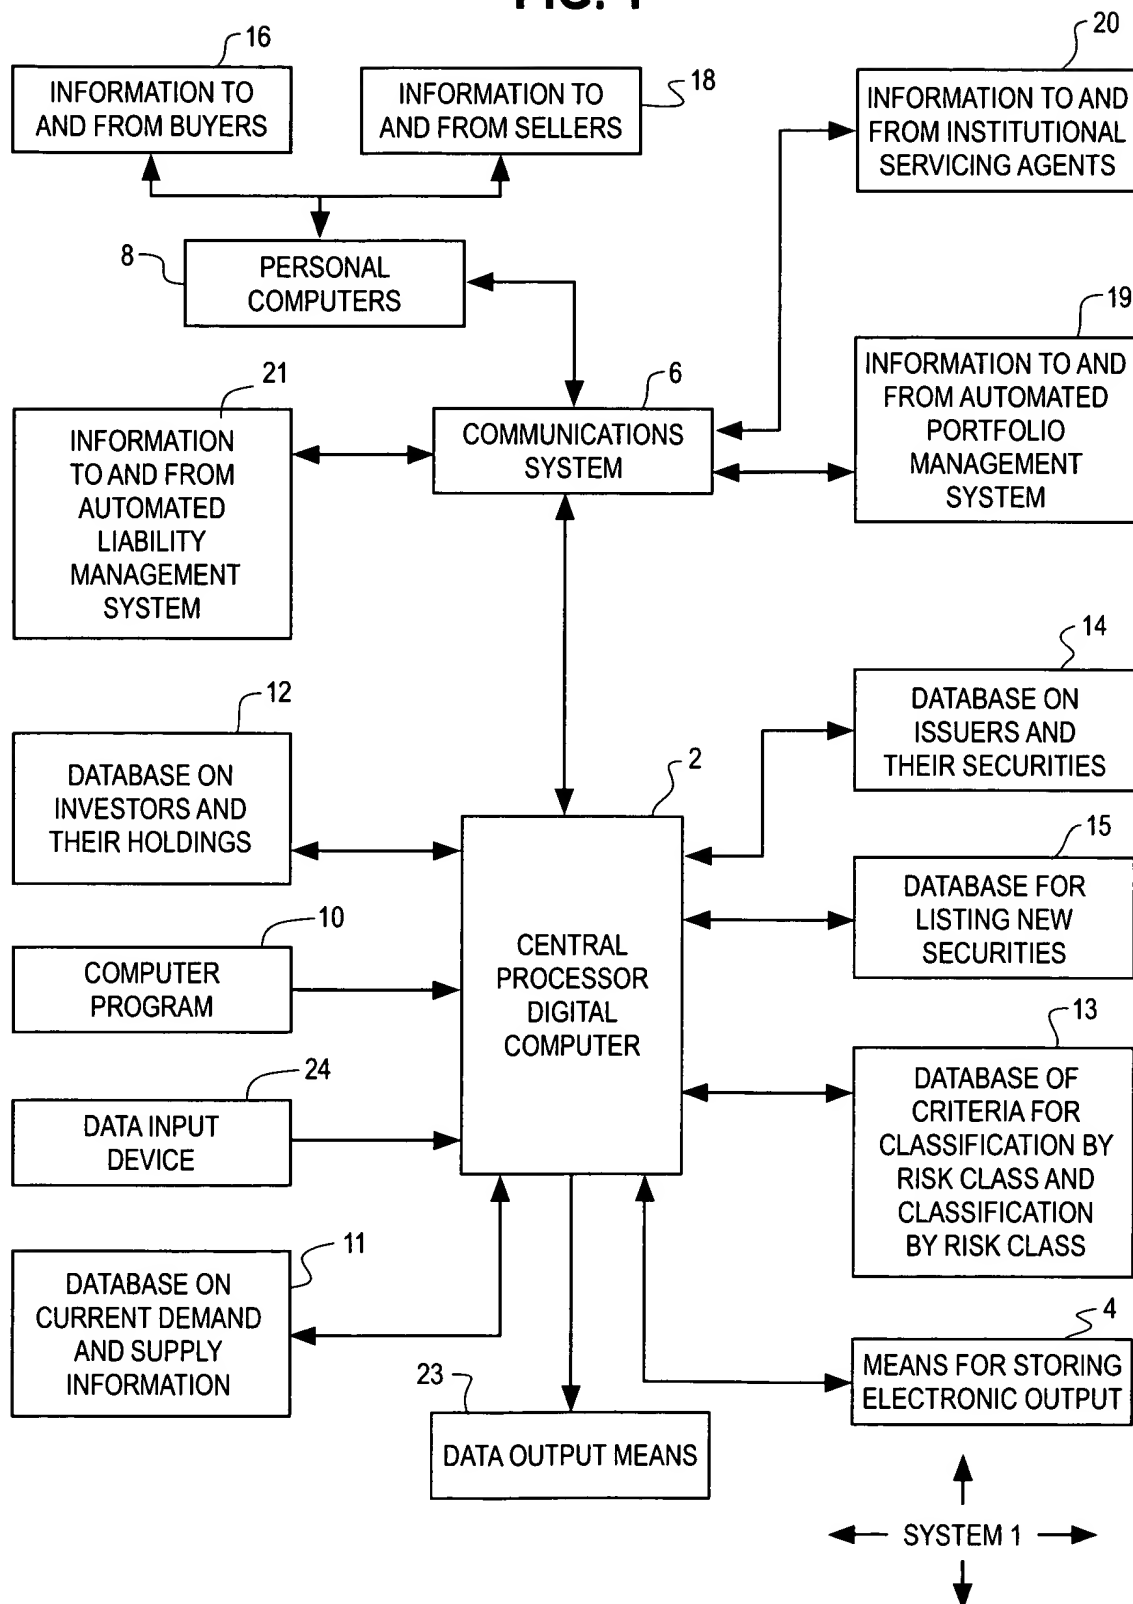 FIG. 1
16
INFORMATION TO
AND FROM BUYERS
INFORMATION TO
AND FROM SELLERS
18
20
INFORMATION TO AND
FROM INSTITUTIONAL
SERVICING AGENTS
8
PERSONAL
COMPUTERS
19
INFORMATION TO AND
FROM AUTOMATED
PORTFOLIO
MANAGEMENT
SYSTEM
21
INFORMATION
TO AND FROM
AUTOMATED
LIABILITY
MANAGEMENT
SYSTEM
6
COMMUNICATIONS
SYSTEM
14
DATABASE ON
ISSUERS AND
THEIR SECURITIES
12
DATABASE ON
INVESTORS AND
THEIR HOLDINGS
2
CENTRAL
PROCESSOR
DIGITAL
COMPUTER
15
DATABASE FOR
LISTING NEW
SECURITIES
10
COMPUTER
PROGRAM
13
DATABASE OF
CRITERIA FOR
CLASSIFICATION BY
RISK CLASS AND
CLASSIFICATION
BY RISK CLASS
24
DATA INPUT
DEVICE
11
DATABASE ON
CURRENT DEMAND
AND SUPPLY
INFORMATION
4
MEANS FOR STORING
ELECTRONIC OUTPUT
23
DATA OUTPUT MEANS
SYSTEM 1